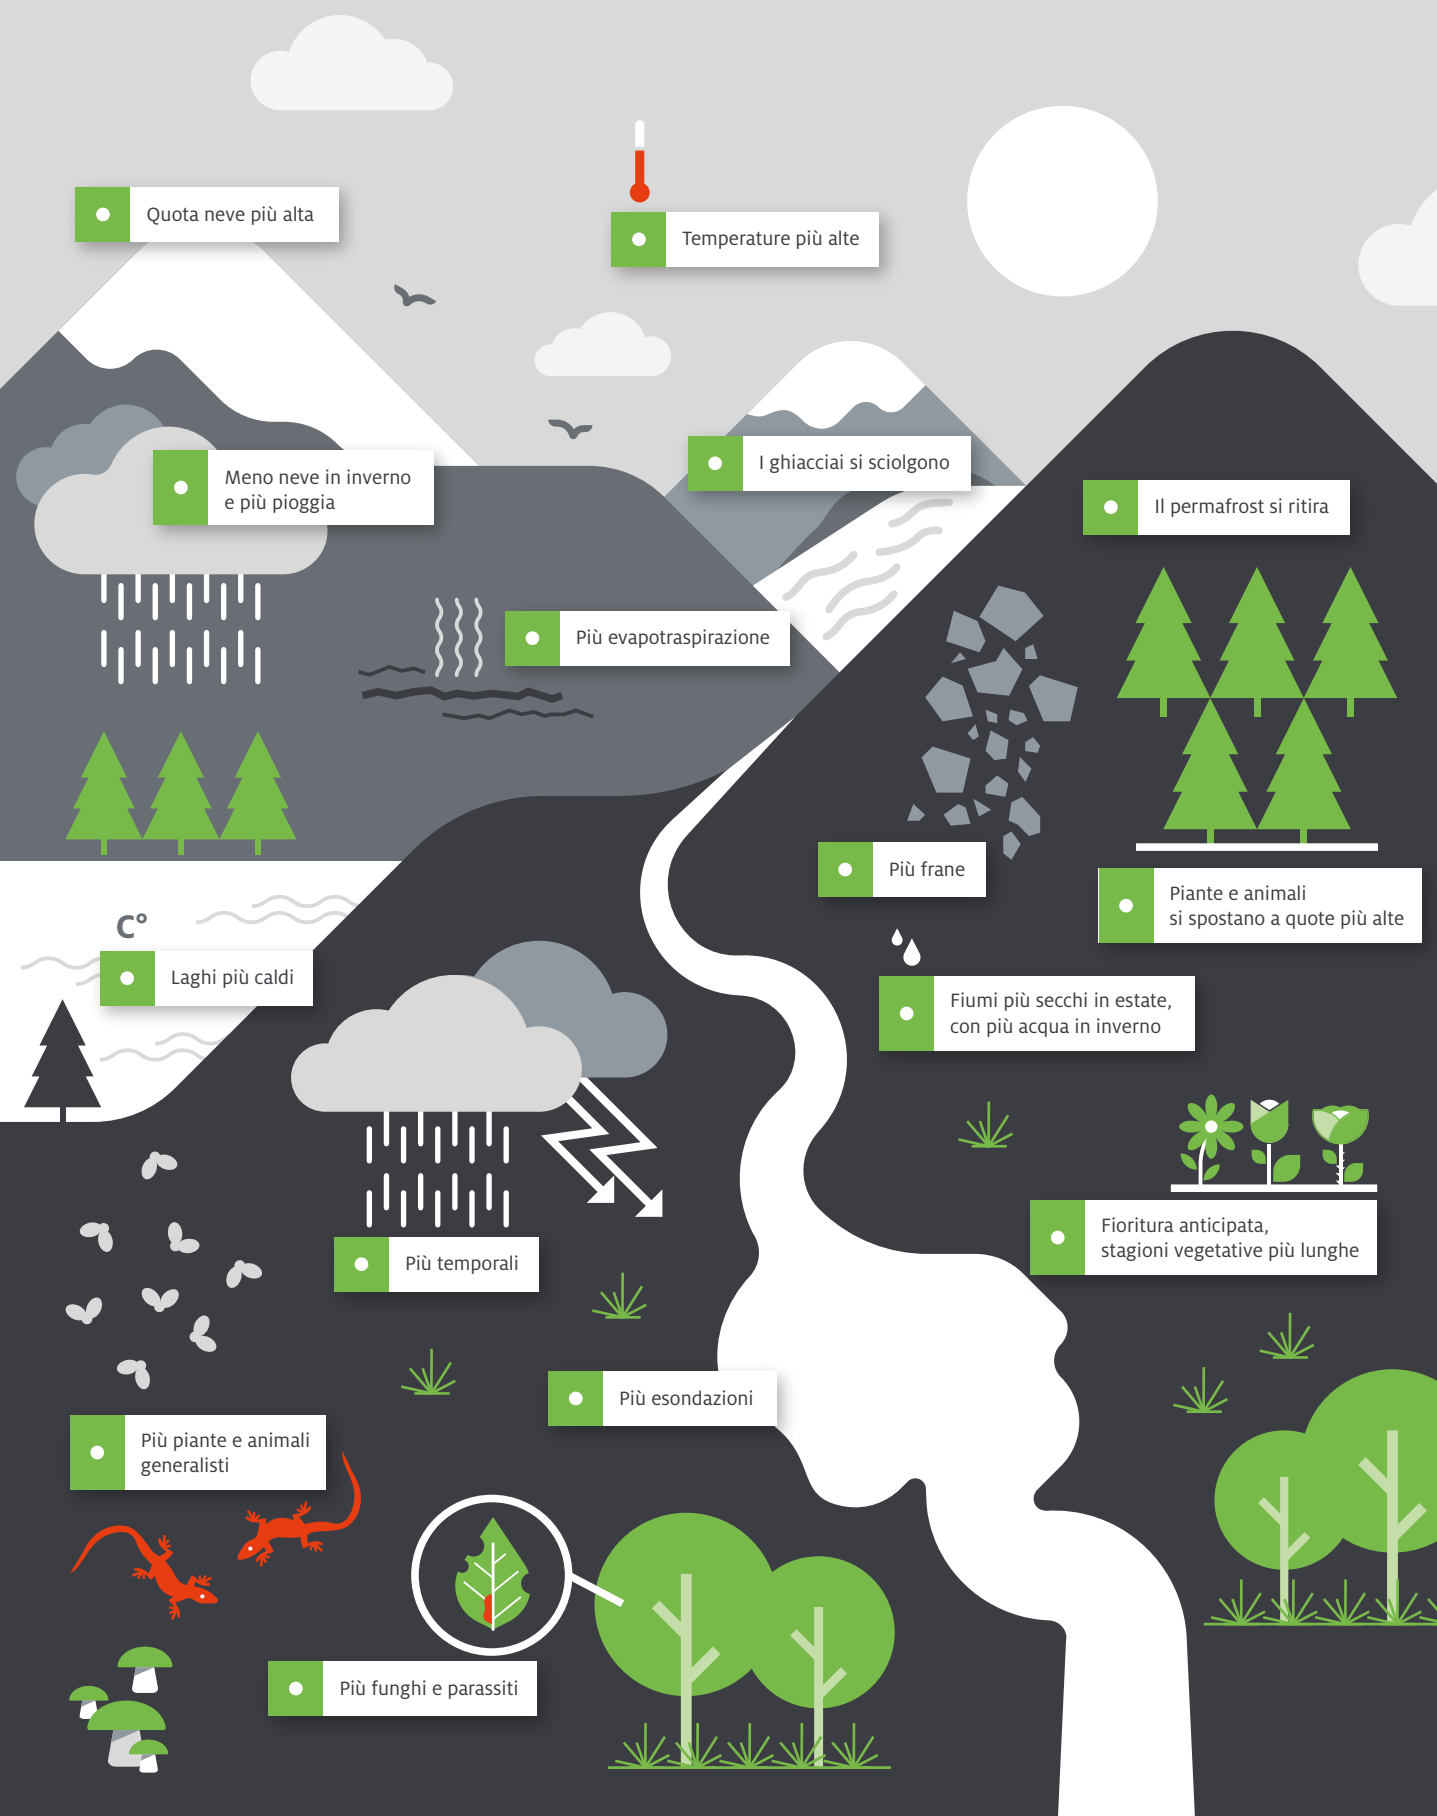 Quota neve più alta
Temperature più alte
Meno neve in inverno
e più pioggia
I ghiacciai si sciolgono
Il permafrost si ritira
Più evapotraspirazione
Più frane
Piante e animali
si spostano a quote più alte
C°
Laghi più caldi
Fiumi più secchi in estate,
con più acqua in inverno
Più temporali
Fioritura anticipata,
stagioni vegetative più lunghe
Più esondazioni
Più piante e animali
generalisti
Più funghi e parassiti